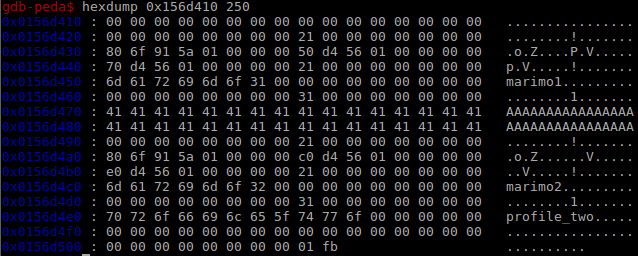 gdb-peda$ hexdump 0x156d410 250
0x0156d410 : 00 00 00 00 00 00 00 00 00 00 00 00 00 00 00 00 ................
0x0156d420 : 00 00 00 00 00 00 00 00 21 00 00 00 00 00 00 00 ........!.......
0x0156d430 : 80 6f 91 5a 01 00 00 00 50 d4 56 01 00 00 00 00 .o.Z....P.V.....
0x0156d440 : 70 d4 56 01 00 00 00 00 21 00 00 00 00 00 00 00 p.V.....!.......
0x0156d450 : 6d 61 72 69 6d 6f 31 00 00 00 00 00 00 00 00 00 marimo1.........
0x0156d460 : 00 00 00 00 00 00 00 00 31 00 00 00 00 00 00 00 ........1.......
0x0156d470 : 41 41 41 41 41 41 41 41 41 41 41 41 41 41 41 41 AAAAAAAAAAAAAAAA
0x0156d480 : 41 41 41 41 41 41 41 41 41 41 41 41 41 41 41 41 AAAAAAAAAAAAAAAA
0x0156d490 : 00 00 00 00 00 00 00 00 21 00 00 00 00 00 00 00 ........!.......
0x0156d4a0 : 80 6f 91 5a 01 00 00 00 c0 d4 56 01 00 00 00 00 .o.Z......V.....
0x0156d4b0 : e0 d4 56 01 00 00 00 00 21 00 00 00 00 00 00 00 ..V.....!.......
0x0156d4c0 : 6d 61 72 69 6d 6f 32 00 00 00 00 00 00 00 00 00 marimo2.........
0x0156d4d0 : 00 00 00 00 00 00 00 00 31 00 00 00 00 00 00 00 ........1.......
0x0156d4e0 : 70 72 6f 66 69 6c 65 5f 74 77 6f 00 00 00 00 00 profile_two.....
0x0156d4f0 : 00 00 00 00 00 00 00 00 00 00 00 00 00 00 00 00 ................
0x0156d500 : 00 00 00 00 00 00 00 00 01 fb ..........